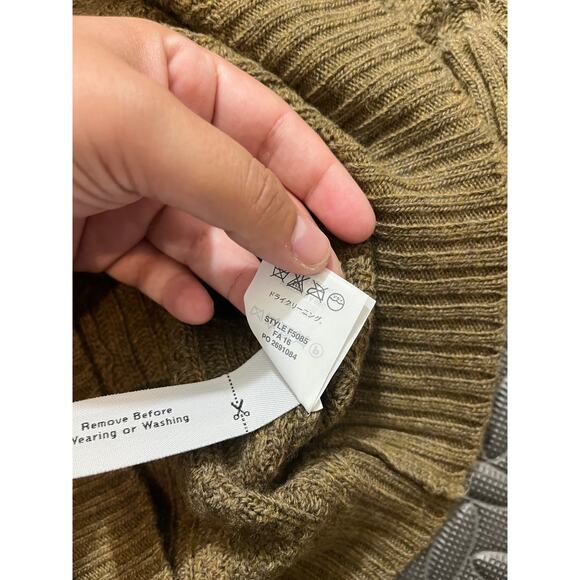 ドライクリーニング。
STYLE F5085
FA 16
PO 2691084
Remove Before
Wearing or Washing